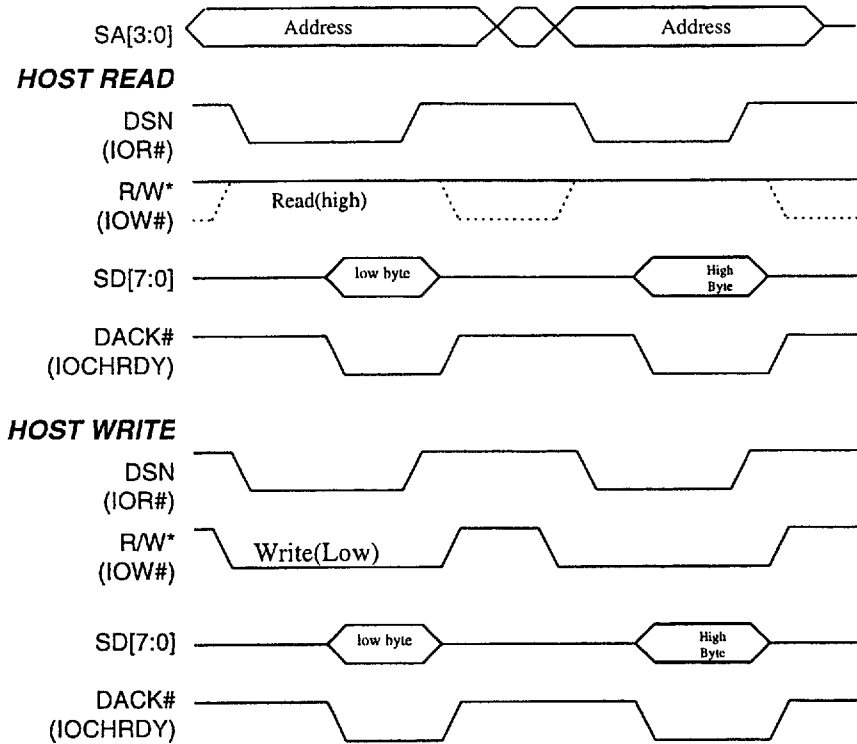 SA[3:0] Address Address
HOST READ
DSN
(IOR#)
R/W*
(IOW#)
Read(high)
SD[7:0] low byte High
Byte
DACK#
(IOCHRDY)
HOST WRITE
DSN
(IOR#)
R/W*
(IOW#)
Write(Low)
SD[7:0] low byte High
Byte
DACK#
(IOCHRDY)